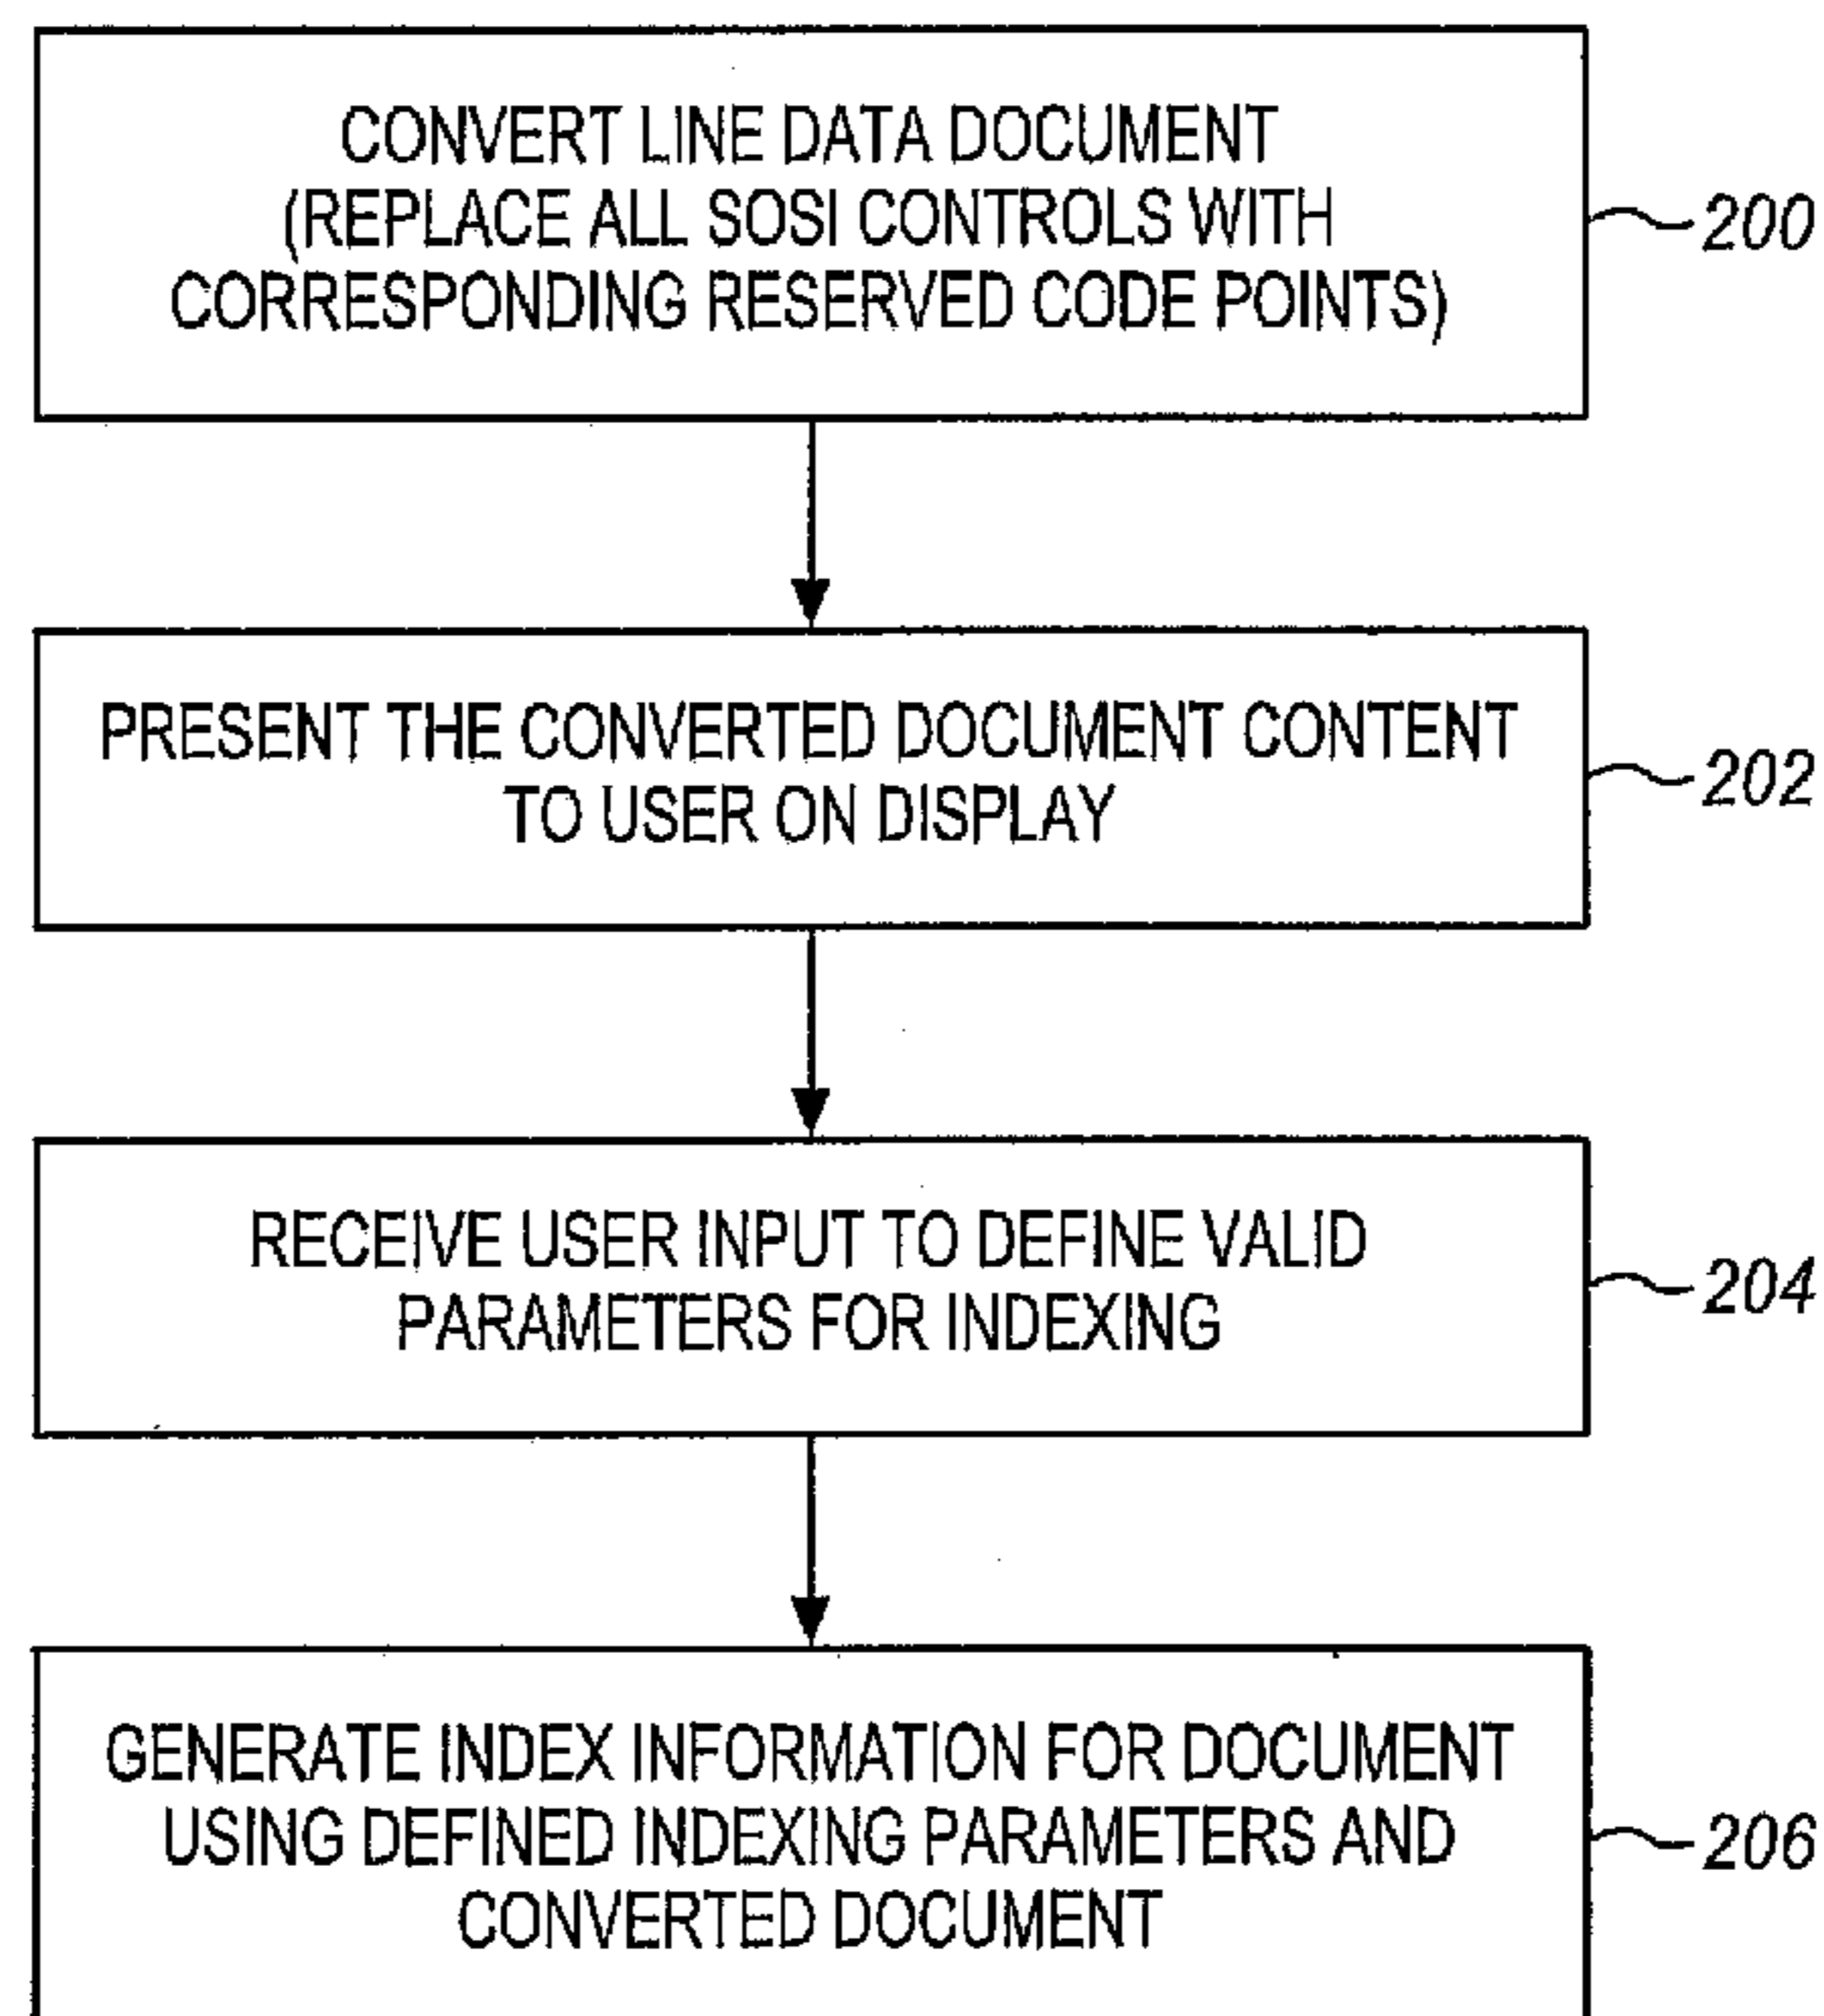 CONVERT LINE DATA DOCUMENT
(REPLACE ALL SOSI CONTROLS WITH
CORRESPONDING RESERVED CODE POINTS)
200
PRESENT THE CONVERTED DOCUMENT CONTENT
TO USER ON DISPLAY
202
RECEIVE USER INPUT TO DEFINE VALID
PARAMETERS FOR INDEXING
204
GENERATE INDEX INFORMATION FOR DOCUMENT
USING DEFINED INDEXING PARAMETERS AND
CONVERTED DOCUMENT
206